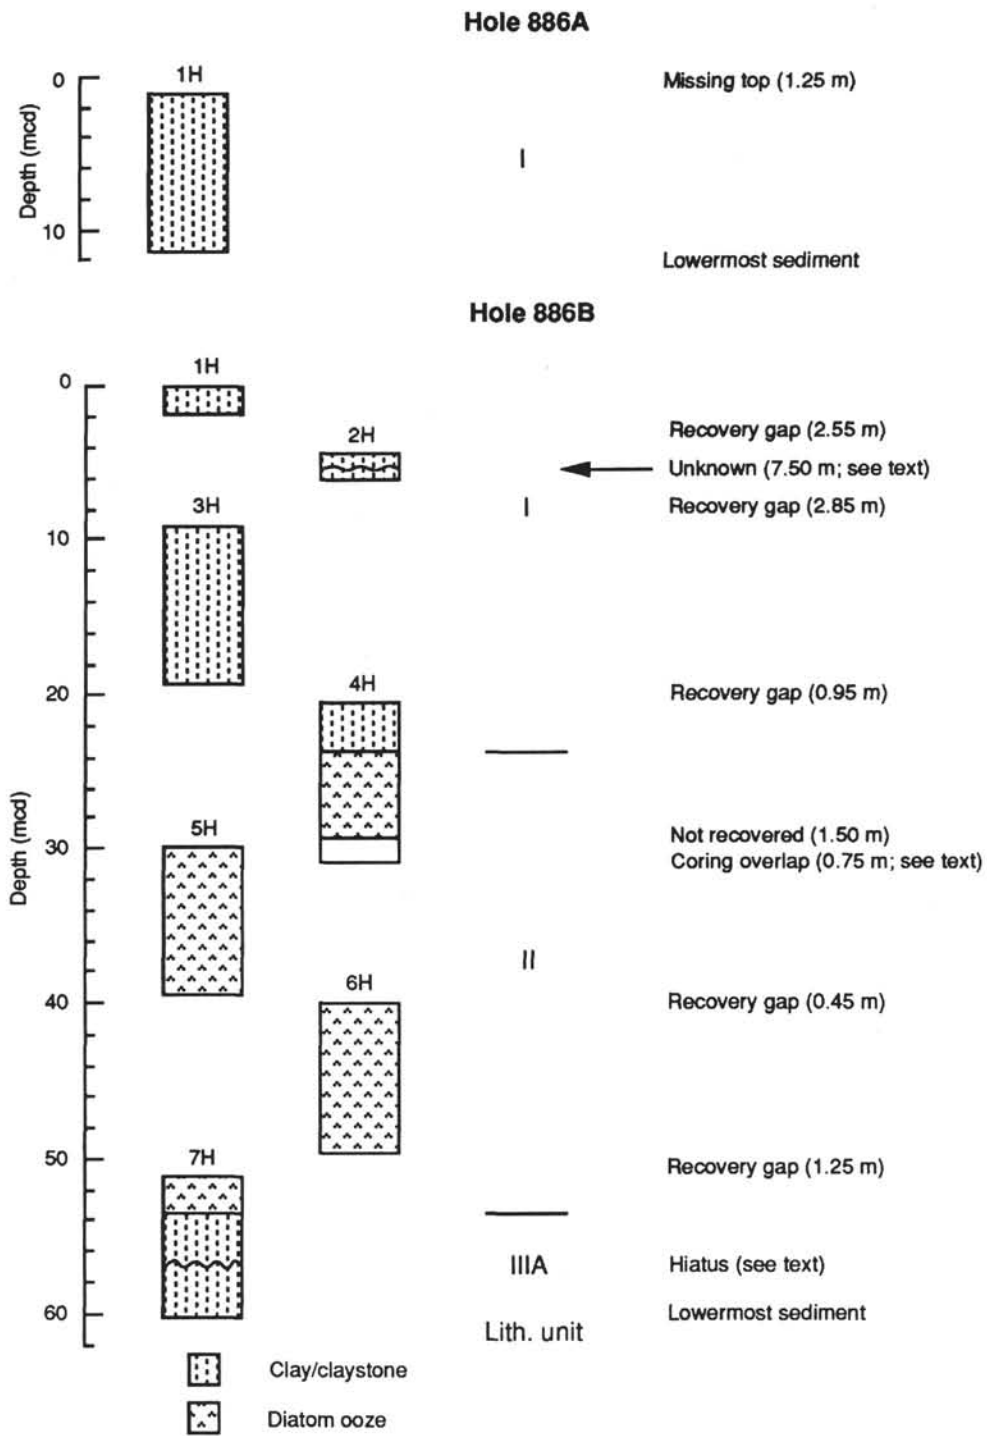 Hole 886A
0
1H
Missing top (1.25 m)
Depth (mcd)
I
10
Lowermost sediment
Hole 886B
1H
0
2H
Recovery gap (2.55 m)
Unknown (7.50 m; see text)
3H
I
Recovery gap (2.85 m)
10
4H
20
Recovery gap (0.95 m)
Depth (mcd)
5H
Not recovered (1.50 m)
30
Coring overlap (0.75 m; see text)
II
6H
40
Recovery gap (0.45 m)
7H
50
Recovery gap (1.25 m)
IIIA
Hiatus (see text)
60
Lowermost sediment
Lith. unit
Clay/claystone
Diatom ooze